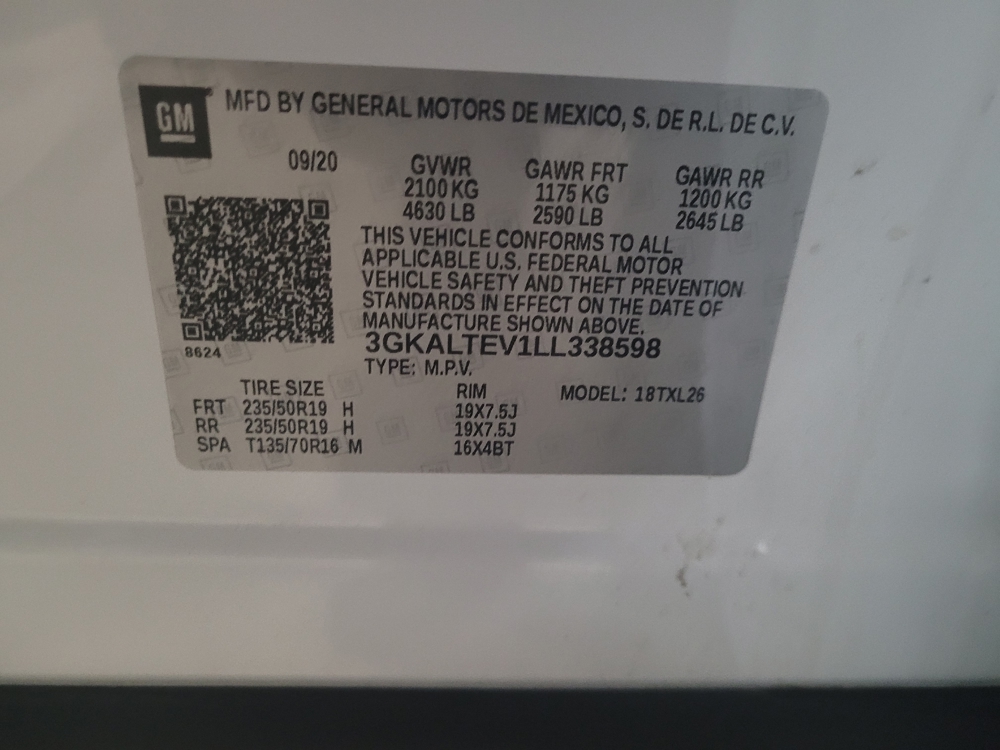 GM
MFD BY GENERAL MOTORS DE MEXICO, S. DE R.L. DE C.V.
09/20 GVWR GAWR FRT GAWR RR
2100 KG 1175 KG 1200 KG
4630 LB 2590 LB 2645 LB
THIS VEHICLE CONFORMS TO ALL
APPLICABLE U.S. FEDERAL MOTOR
VEHICLE SAFETY AND THEFT PREVENTION
STANDARDS IN EFFECT ON THE DATE OF
MANUFACTURE SHOWN ABOVE.
8624 3GKALTEV1LL338598
TYPE: M.P.V.
TIRE SIZE RIM MODEL: 18TXL26
FRT 235/50R19 H 19X7.5J
RR 235/50R19 H 19X7.5J
SPA T135/70R16 M 16X4BT